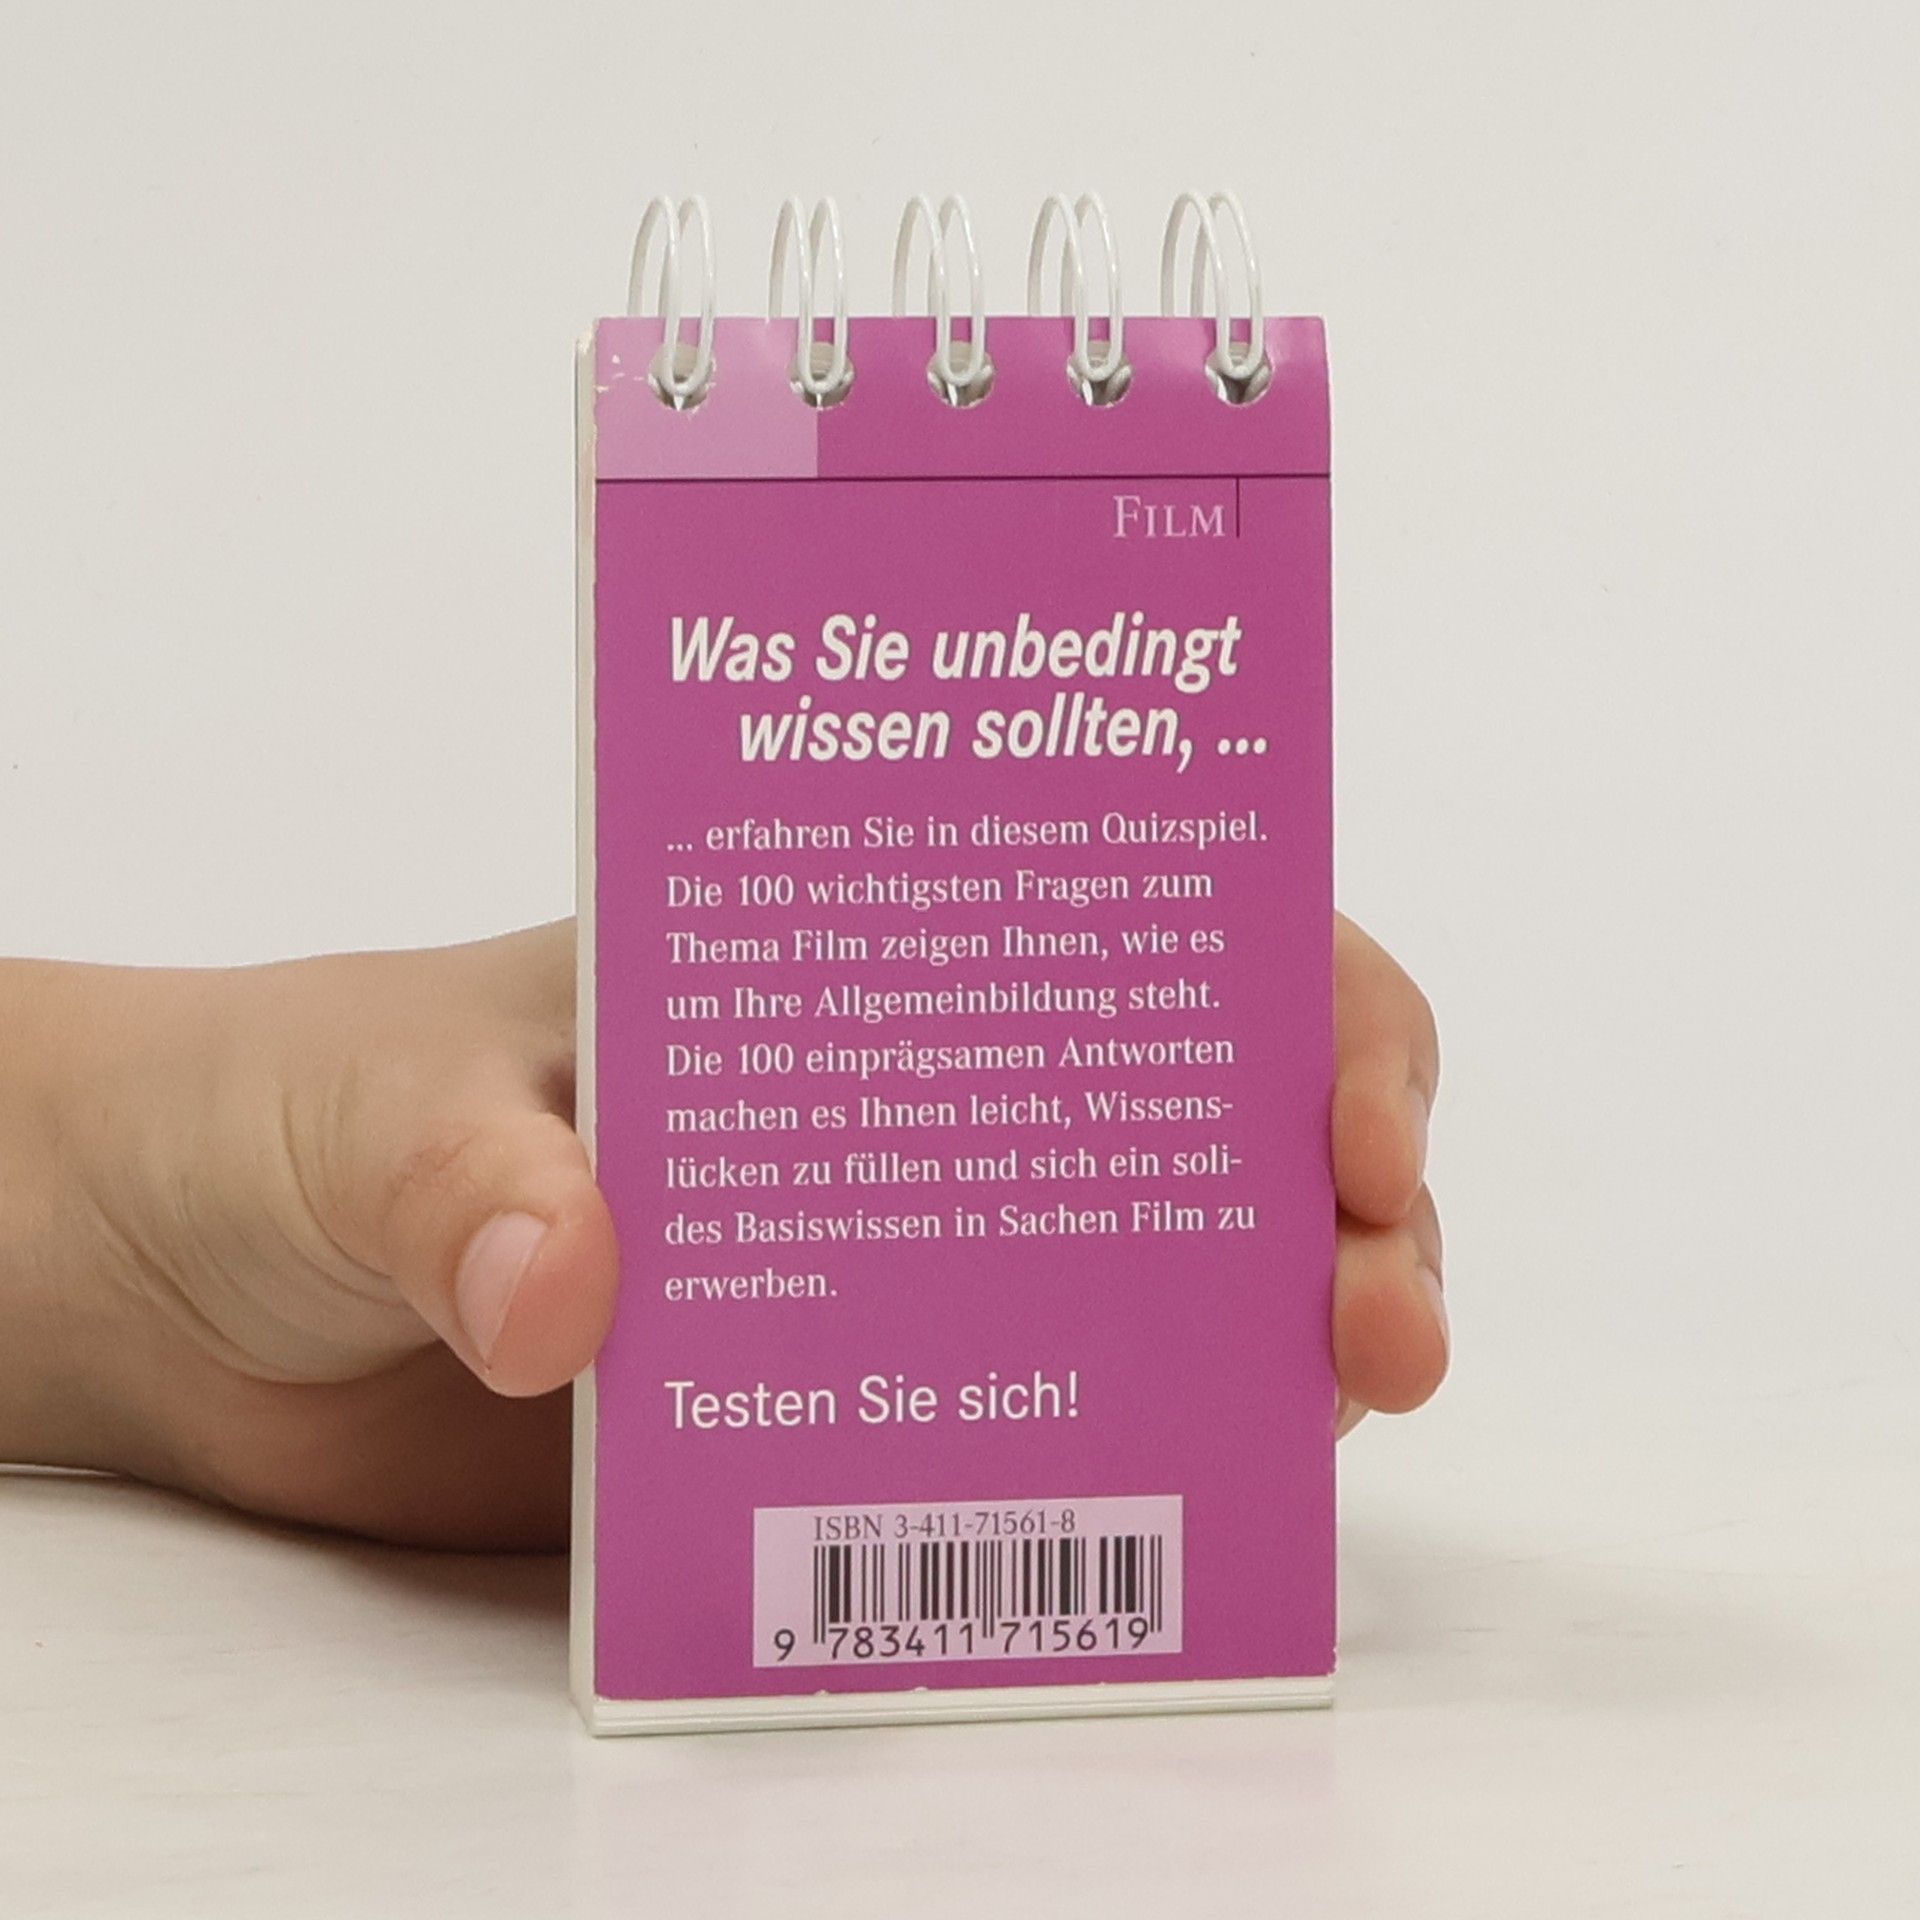 FILM
Was Sie unbedingt
wissen sollten, ...
... erfahren Sie in diesem Quizspiel.
Die 100 wichtigsten Fragen zum
Thema Film zeigen Ihnen, wie es
um Ihre Allgemeinbildung steht.
Die 100 einprägsamen Antworten
machen es Ihnen leicht, Wissens-
lücken zu füllen und sich ein soli-
des Basiswissen in Sachen Film zu
erwerben.
Testen Sie sich!
ISBN 3-411-71561-8
9 783411 715619